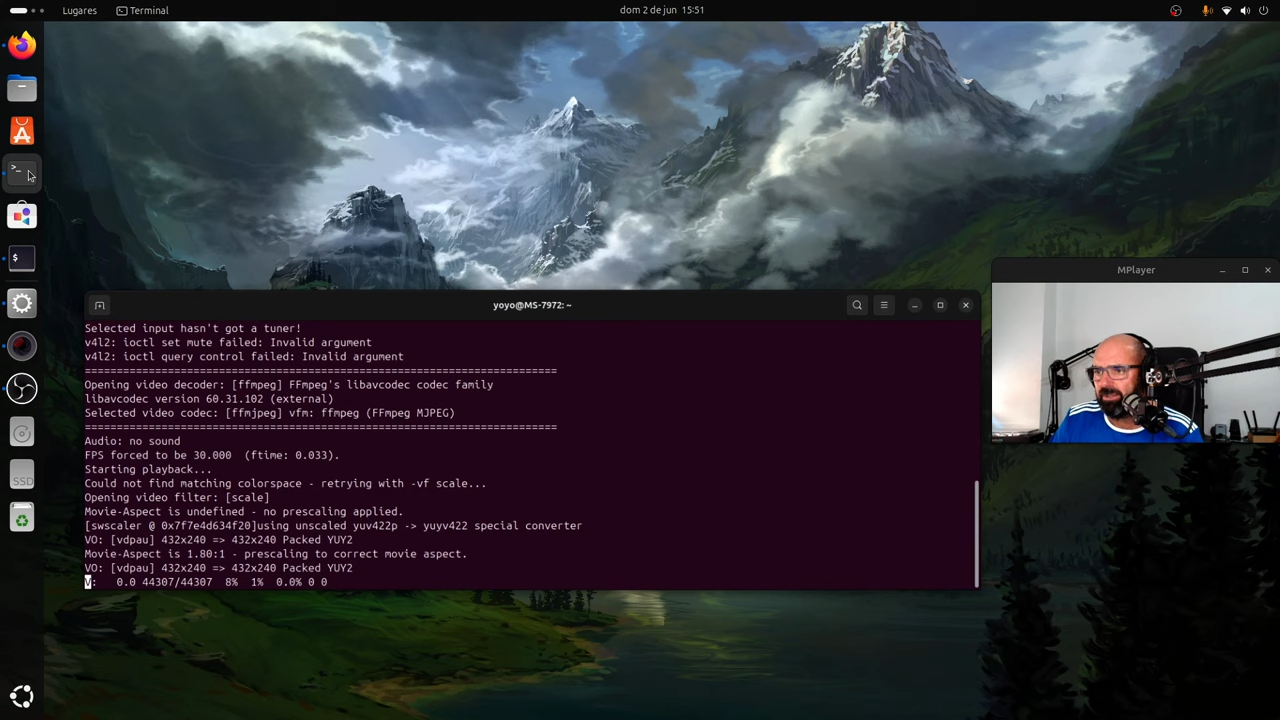 Lugares Terminal dom 2 de jun 15:51
MPlayer
yoyo@MS-7972: ~
Selected input hasn't got a tuner!
v4l2: ioctl set mute failed: Invalid argument
v4l2: ioctl query control failed: Invalid argument
==========================================================================
Opening video decoder: [ffmpeg] FFmpeg's libavcodec codec family
libavcodec version 60.31.102 (external)
Selected video codec: [ffmjpeg] vfm: ffmpeg (FFmpeg MJPEG)
==========================================================================
Audio: no sound
FPS forced to be 30.000  (ftime: 0.033).
Starting playback...
Could not find matching colorspace - retrying with -vf scale...
Opening video filter: [scale]
Movie-Aspect is undefined - no prescaling applied.
[swscaler @ 0x7f7e4d634f20]using unscaled yuv422p -> yuyv422 special converter
VO: [vdpau] 432x240 => 432x240 Packed YUY2
Movie-Aspect is 1.80:1 - prescaling to correct movie aspect.
VO: [vdpau] 432x240 => 432x240 Packed YUY2
V:   0.0 44307/44307  8%  1%  0.0% 0 0
SSD